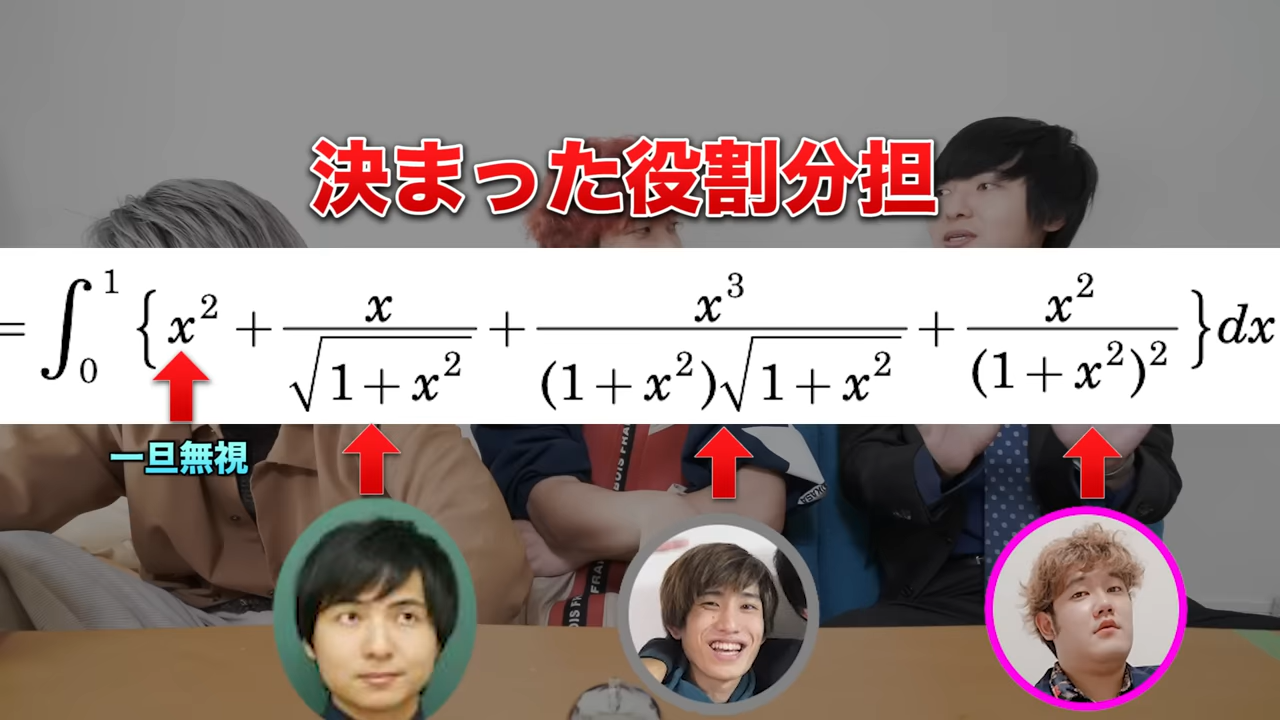 決まった役割分担
= \int_0^1 \left\{ x^2 + \frac{x}{\sqrt{1+x^2}} + \frac{x^3}{(1+x^2)\sqrt{1+x^2}} + \frac{x^2}{(1+x^2)^2} \right\} dx
一旦無視